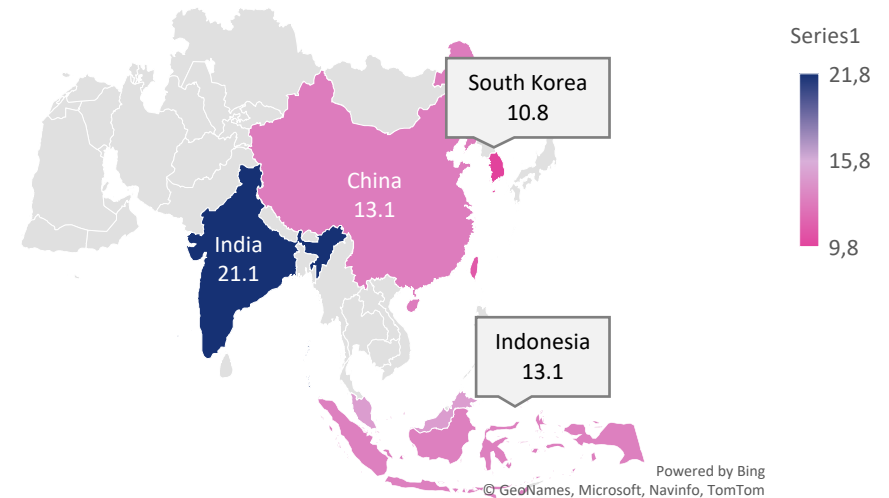 Series1
21,8
15,8
9,8
South Korea
10.8
China
13.1
India
21.1
Indonesia
13.1
Powered by Bing
© GeoNames, Microsoft, Navinfo, TomTom